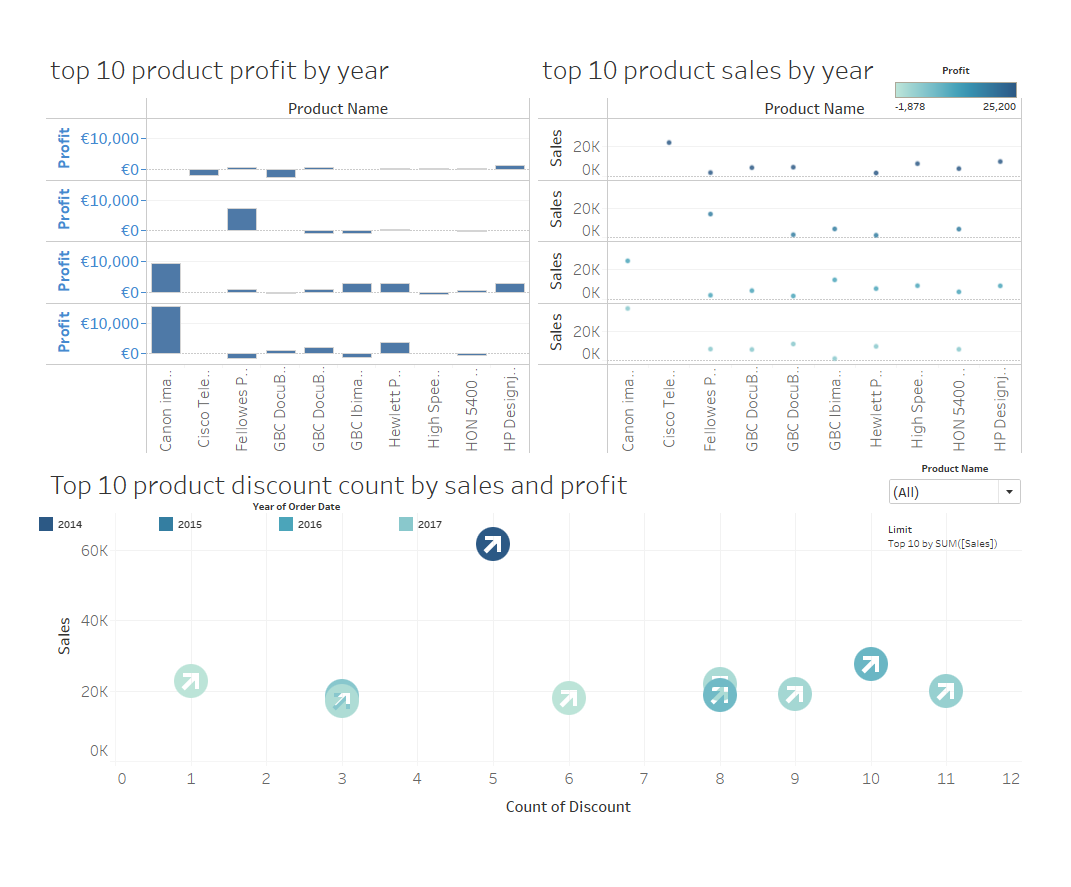 top 10 product profit by year
Product Name
Profit €10,000
€0
Profit €10,000
€0
Profit €10,000
€0
Profit €10,000
€0
Canon ima..
Cisco Tele..
Fellowes P..
GBC DocuB..
GBC DocuB..
GBC Ibima..
Hewlett P..
High Spee..
HON 5400 ..
HP Designj..
top 10 product sales by year
Profit
-1,878 25,200
Product Name
Sales 20K
0K
Sales 20K
0K
Sales 20K
0K
Sales 20K
0K
Canon ima..
Cisco Tele..
Fellowes P..
GBC DocuB..
GBC DocuB..
GBC Ibima..
Hewlett P..
High Spee..
HON 5400 ..
HP Designj..
Top 10 product discount count by sales and profit
Product Name
(All)
Limit
Top 10 by SUM([Sales])
Year of Order Date
2014 2015 2016 2017
Sales
60K
40K
20K
0K
0 1 2 3 4 5 6 7 8 9 10 11 12
Count of Discount